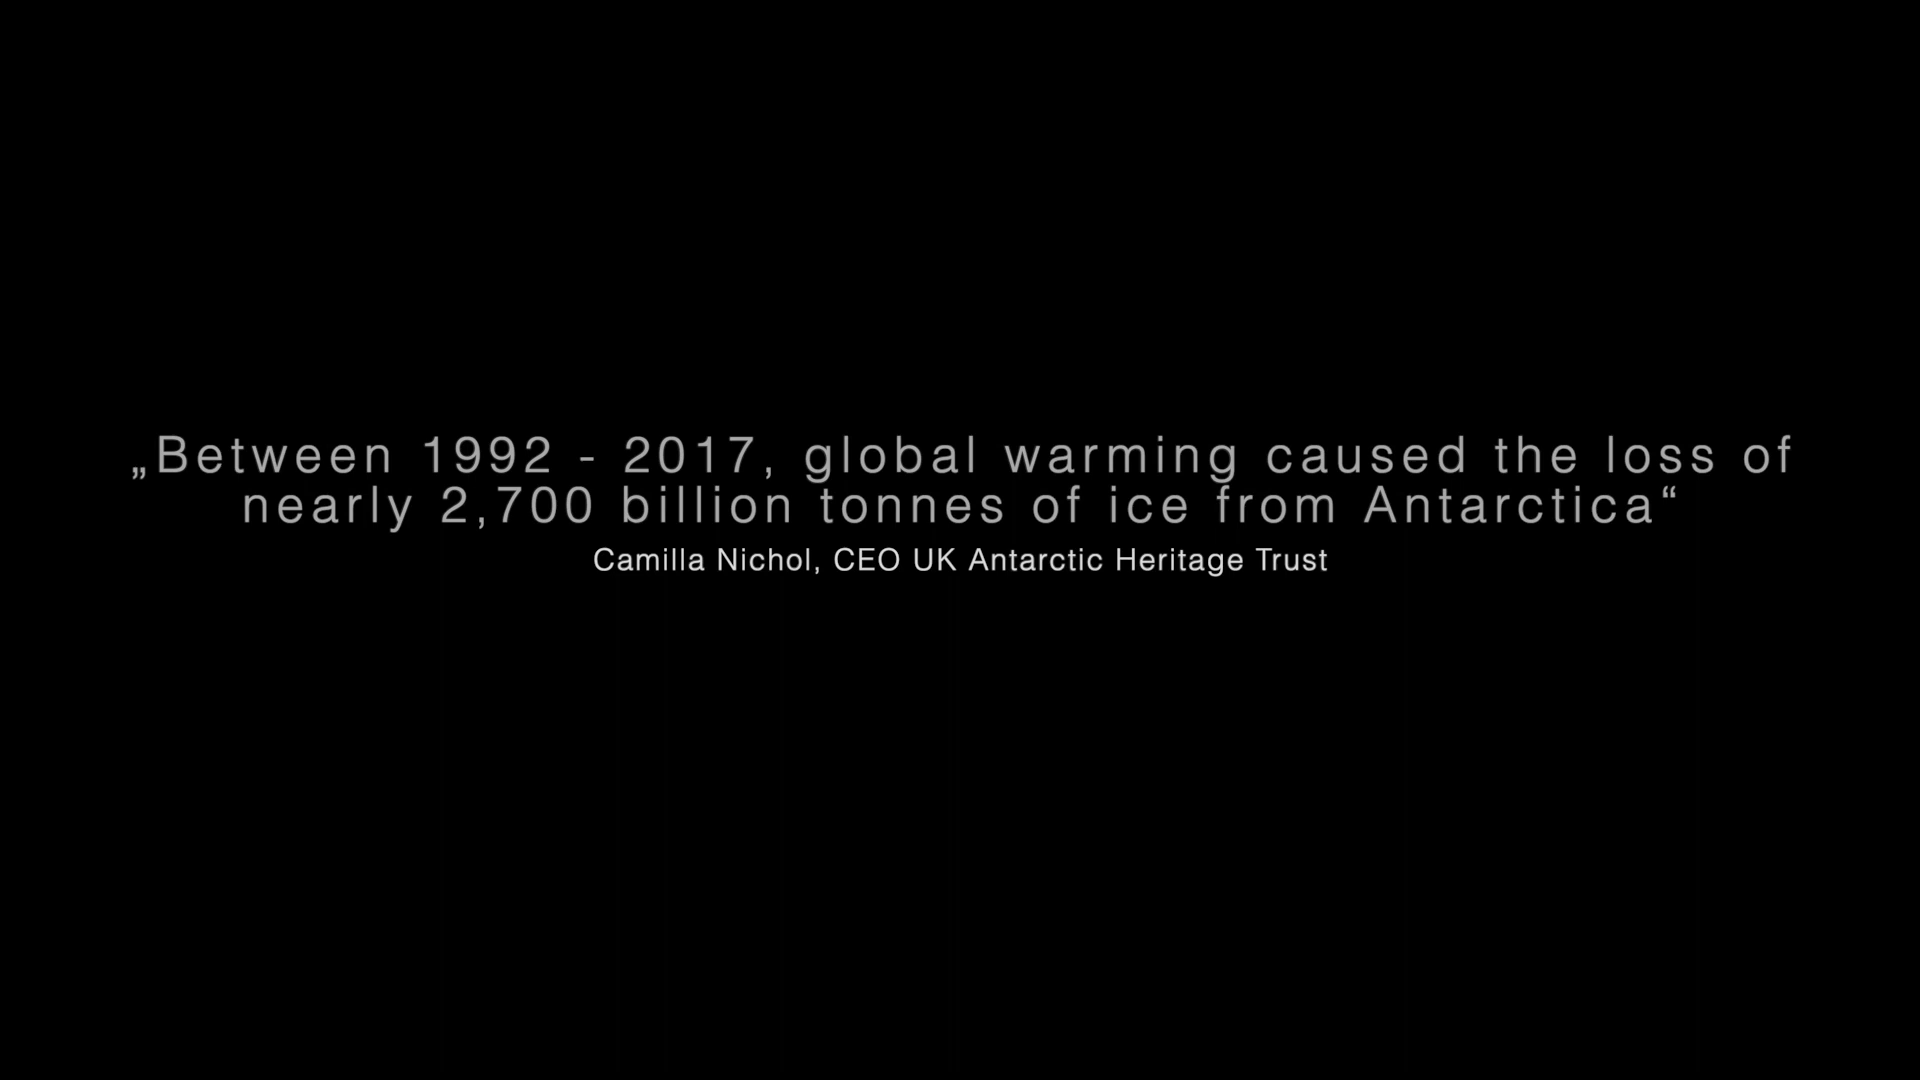 „Between 1992 - 2017, global warming caused the loss of
nearly 2,700 billion tonnes of ice from Antarctica“
Camilla Nichol, CEO UK Antarctic Heritage Trust